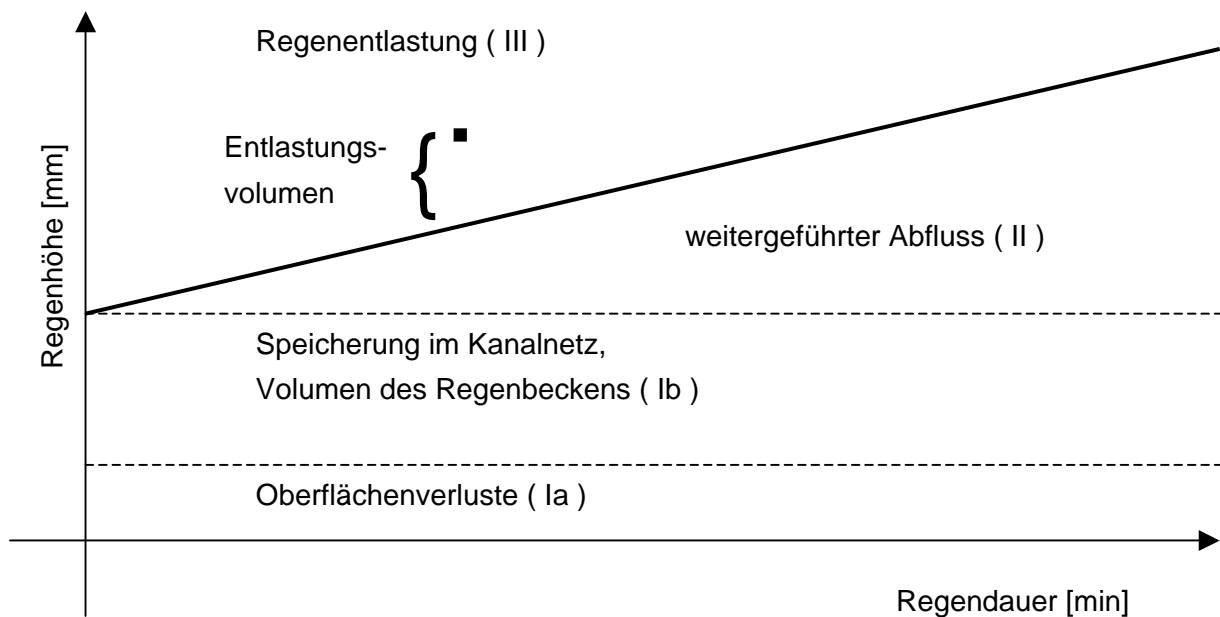 Regenentlastung ( III )
Entlastungs-
volumen
Regenhöhe [mm]
weitergeführter Abfluss ( II )
Speicherung im Kanalnetz,
Volumen des Regenbeckens ( Ib )
Oberflächenverluste ( Ia )
Regendauer [min]